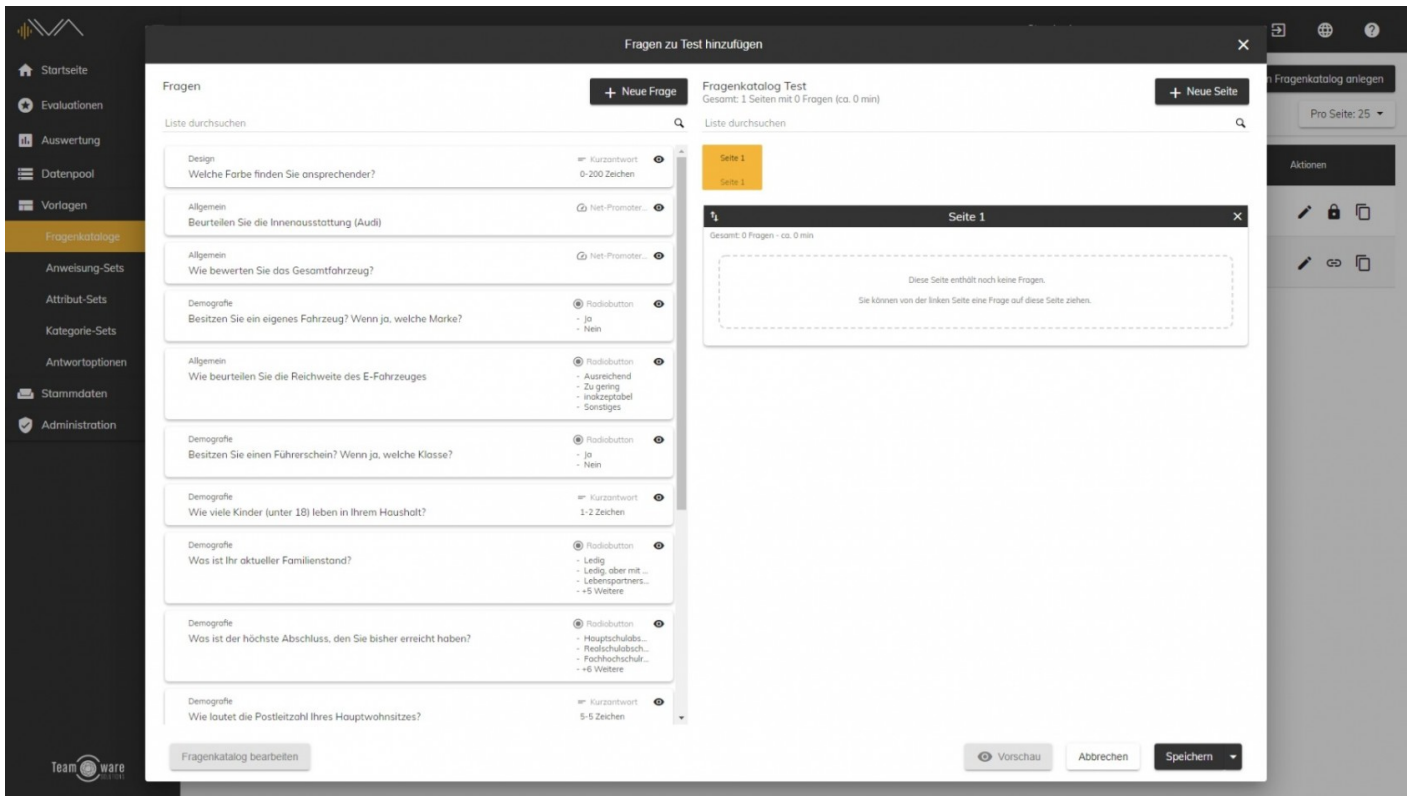 Fragen zu Test hinzufügen
Startseite
Evaluationen
Auswertung
Datenpool
Vorlagen
Fragenkataloge
Anweisung-Sets
Attribut-Sets
Kategorie-Sets
Antwortoptionen
Stammdaten
Administration
Team ware
Fragen
+ Neue Frage
Liste durchsuchen
Design
Kurzantwort
Welche Farbe finden Sie ansprechender?
0-200 Zeichen
Allgemein
Net-Promoter...
Beurteilen Sie die Innenausstattung (Audi)
Allgemein
Net-Promoter...
Wie bewerten Sie das Gesamtfahrzeug?
Demografie
Radiobutton
Besitzen Sie ein eigenes Fahrzeug? Wenn ja, welche Marke?
- Ja
- Nein
Allgemein
Radiobutton
Wie beurteilen Sie die Reichweite des E-Fahrzeuges
- Ausreichend
- Zu gering
- inakzeptabel
- Sonstiges
Demografie
Radiobutton
Besitzen Sie einen Führerschein? Wenn ja, welche Klasse?
- Ja
- Nein
Demografie
Kurzantwort
Wie viele Kinder (unter 18) leben in Ihrem Haushalt?
1-2 Zeichen
Demografie
Radiobutton
Was ist Ihr aktueller Familienstand?
- Ledig
- Ledig, aber mit ...
- Lebenspartners...
- +5 Weitere
Demografie
Radiobutton
Was ist der höchste Abschluss, den Sie bisher erreicht haben?
- Hauptschulabs...
- Realschulabsch...
- Fachhochschulr...
- +6 Weitere
Demografie
Kurzantwort
Wie lautet die Postleitzahl Ihres Hauptwohnsitzes?
5-5 Zeichen
Fragenkatalog Test
Gesamt: 1 Seiten mit 0 Fragen (ca. 0 min)
+ Neue Seite
Liste durchsuchen
Seite 1
Seite 1
Seite 1
Gesamt: 0 Fragen - ca. 0 min
Diese Seite enthält noch keine Fragen.
Sie können von der linken Seite eine Frage auf diese Seite ziehen.
Fragenkatalog bearbeiten
Vorschau
Abbrechen
Speichern
n Fragenkatalog anlegen
Pro Seite: 25
Aktionen